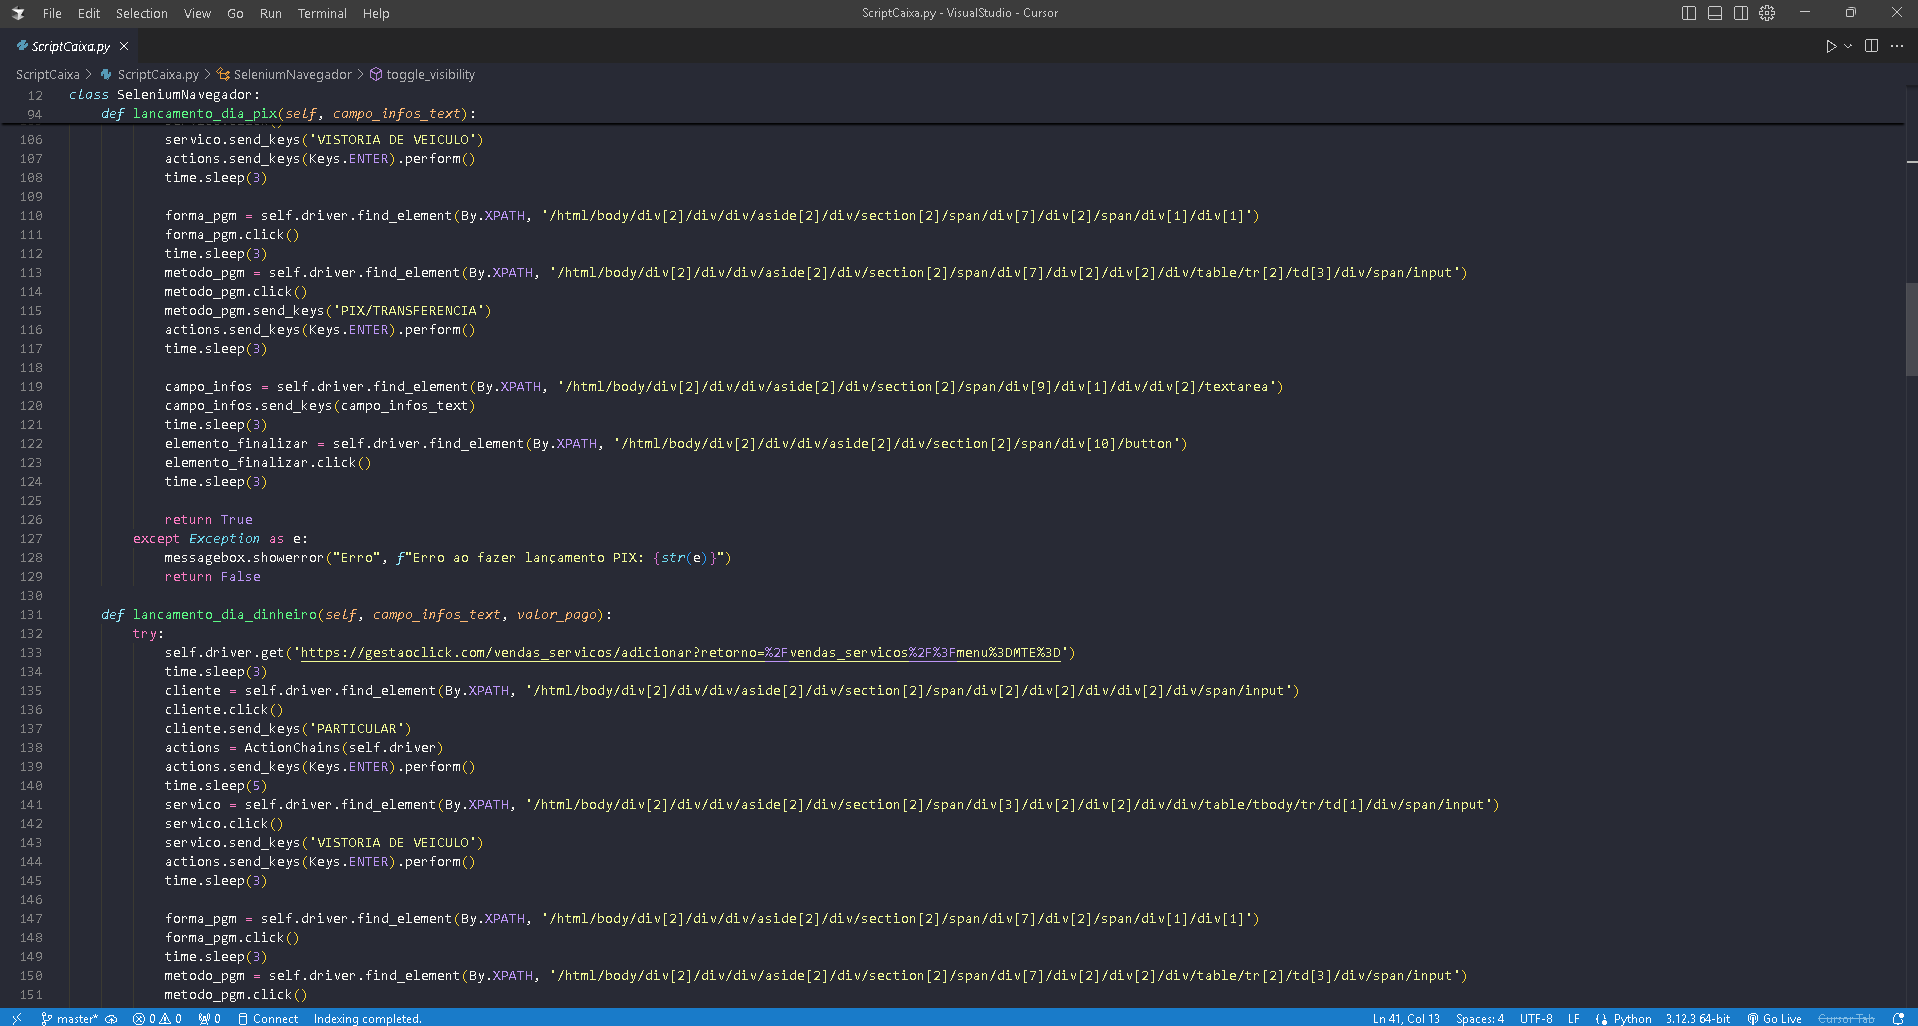 File Edit Selection View Go Run Terminal Help
ScriptCaixa.py - VisualStudio - Cursor
ScriptCaixa.py
ScriptCaixa > ScriptCaixa.py > SeleniumNavegador > toggle_visibility
12 class SeleniumNavegador:
94 def lancamento_dia_pix(self, campo_infos_text):
106 servico.send_keys('VISTORIA DE VEICULO')
107 actions.send_keys(Keys.ENTER).perform()
108 time.sleep(3)
109
110 forma_pgm = self.driver.find_element(By.XPATH, '/html/body/div[2]/div/div/aside[2]/div/section[2]/span/div[7]/div[2]/span/div[1]/div[1]')
111 forma_pgm.click()
112 time.sleep(3)
113 metodo_pgm = self.driver.find_element(By.XPATH, '/html/body/div[2]/div/div/aside[2]/div/section[2]/span/div[7]/div[2]/div[2]/div/table/tr[2]/td[3]/div/span/input')
114 metodo_pgm.click()
115 metodo_pgm.send_keys('PIX/TRANSFERENCIA')
116 actions.send_keys(Keys.ENTER).perform()
117 time.sleep(3)
118
119 campo_infos = self.driver.find_element(By.XPATH, '/html/body/div[2]/div/div/aside[2]/div/section[2]/span/div[9]/div[1]/div/div[2]/textarea')
120 campo_infos.send_keys(campo_infos_text)
121 time.sleep(3)
122 elemento_finalizar = self.driver.find_element(By.XPATH, '/html/body/div[2]/div/div/aside[2]/div/section[2]/span/div[10]/button')
123 elemento_finalizar.click()
124 time.sleep(3)
125
126 return True
127 except Exception as e:
128 messagebox.showerror("Erro", f"Erro ao fazer lançamento PIX: {str(e)}")
129 return False
130
131 def lancamento_dia_dinheiro(self, campo_infos_text, valor_pago):
132 try:
133 self.driver.get('https://gestaoclick.com/vendas_servicos/adicionar?retorno=%2Fvendas_servicos%2F%3Fmenu%3DMTE%3D')
134 time.sleep(3)
135 cliente = self.driver.find_element(By.XPATH, '/html/body/div[2]/div/div/aside[2]/div/section[2]/span/div[2]/div[2]/div/div[2]/div/span/input')
136 cliente.click()
137 cliente.send_keys('PARTICULAR')
138 actions = ActionChains(self.driver)
139 actions.send_keys(Keys.ENTER).perform()
140 time.sleep(5)
141 servico = self.driver.find_element(By.XPATH, '/html/body/div[2]/div/div/aside[2]/div/section[2]/span/div[3]/div[2]/div[2]/div/div/table/tbody/tr/td[1]/div/span/input')
142 servico.click()
143 servico.send_keys('VISTORIA DE VEICULO')
144 actions.send_keys(Keys.ENTER).perform()
145 time.sleep(3)
146
147 forma_pgm = self.driver.find_element(By.XPATH, '/html/body/div[2]/div/div/aside[2]/div/section[2]/span/div[7]/div[2]/span/div[1]/div[1]')
148 forma_pgm.click()
149 time.sleep(3)
150 metodo_pgm = self.driver.find_element(By.XPATH, '/html/body/div[2]/div/div/aside[2]/div/section[2]/span/div[7]/div[2]/div[2]/div/table/tr[2]/td[3]/div/span/input')
151 metodo_pgm.click()
master* 0 0 0 Connect Indexing completed. Ln 41, Col 13 Spaces: 4 UTF-8 LF Python 3.12.3 64-bit Go Live Cursor Tab